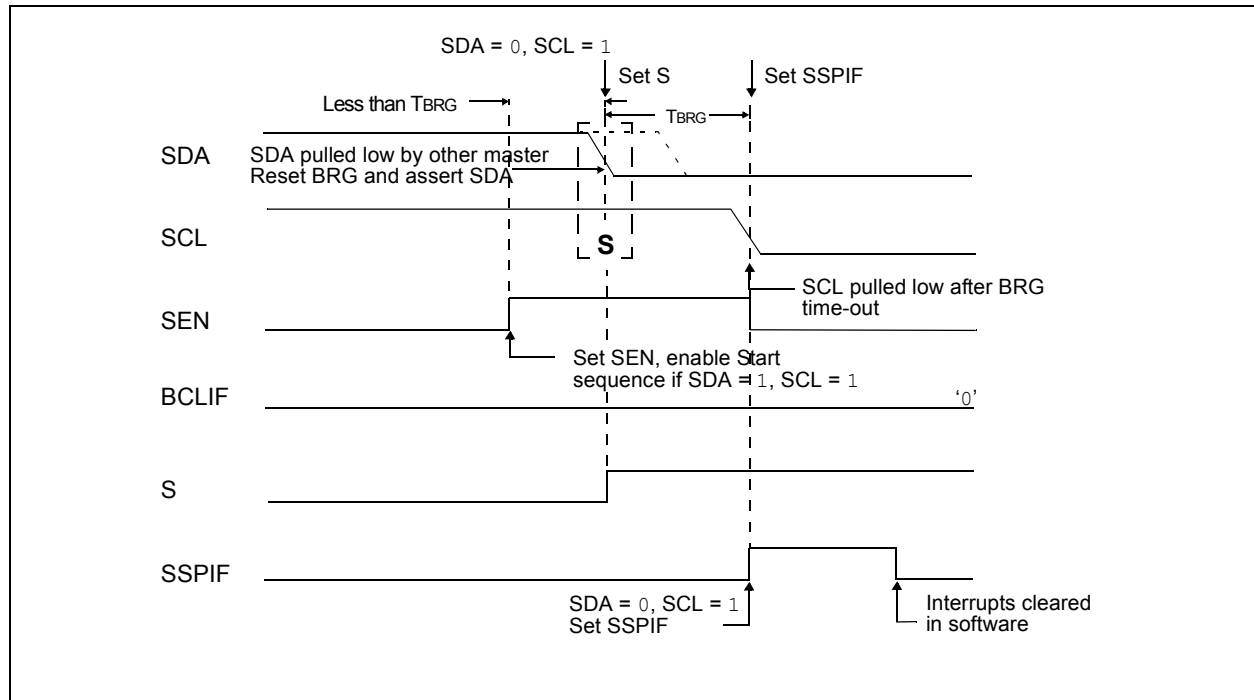 SDA = 0, SCL = 1
Set S
Set SSPIF
Less than TBRG
TBRG
SDA
SDA pulled low by other master
Reset BRG and assert SDA
SCL
S
SCL pulled low after BRG
time-out
SEN
Set SEN, enable Start
sequence if SDA = 1, SCL = 1
BCLIF
‘0’
S
SSPIF
SDA = 0, SCL = 1
Set SSPIF
Interrupts cleared
in software